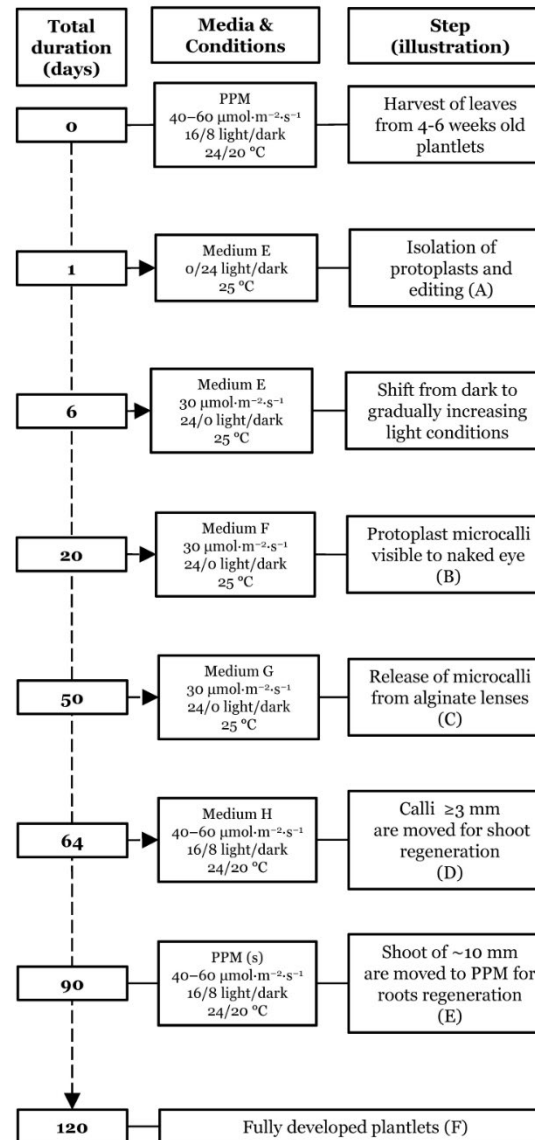 Total
duration
(days)
Media &
Conditions
Step
(illustration)
0
PPM
40–60 μmol·m⁻²·s⁻¹
16/8 light/dark
24/20 °C
Harvest of leaves
from 4-6 weeks old
plantlets
1
Medium E
0/24 light/dark
25 °C
Isolation of
protoplasts and
editing (A)
6
Medium E
30 μmol·m⁻²·s⁻¹
24/0 light/dark
25 °C
Shift from dark to
gradually increasing
light conditions
20
Medium F
30 μmol·m⁻²·s⁻¹
24/0 light/dark
25 °C
Protoplast microcalli
visible to naked eye
(B)
50
Medium G
30 μmol·m⁻²·s⁻¹
24/0 light/dark
25 °C
Release of microcalli
from alginate lenses
(C)
64
Medium H
40–60 μmol·m⁻²·s⁻¹
16/8 light/dark
24/20 °C
Calli ≥3 mm
are moved for shoot
regeneration
(D)
90
PPM (s)
40–60 μmol·m⁻²·s⁻¹
16/8 light/dark
24/20 °C
Shoot of ~10 mm
are moved to PPM for
roots regeneration
(E)
120
Fully developed plantlets (F)